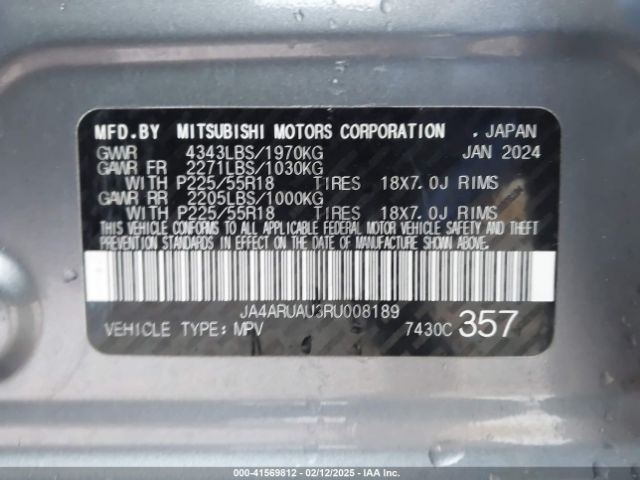 MFD.BY MITSUBISHI MOTORS CORPORATION , JAPAN
GVWR 4343LBS/1970KG JAN 2024
GAWR FR 2271LBS/1030KG
WITH P225/55R18 TIRES 18X7.0J RIMS
GAWR RR 2205LBS/1000KG
WITH P225/55R18 TIRES 18X7.0J RIMS
THIS VEHICLE CONFORMS TO ALL APPLICABLE FEDERAL MOTOR VEHICLE SAFETY AND THEFT
PREVENTION STANDARDS IN EFFECT ON THE DATE OF MANUFACTURE SHOWN ABOVE.
JA4ARUAU3RU008189
VEHICLE TYPE: MPV 7430C 357
000-41569812 - 02/12/2025 - IAA Inc.